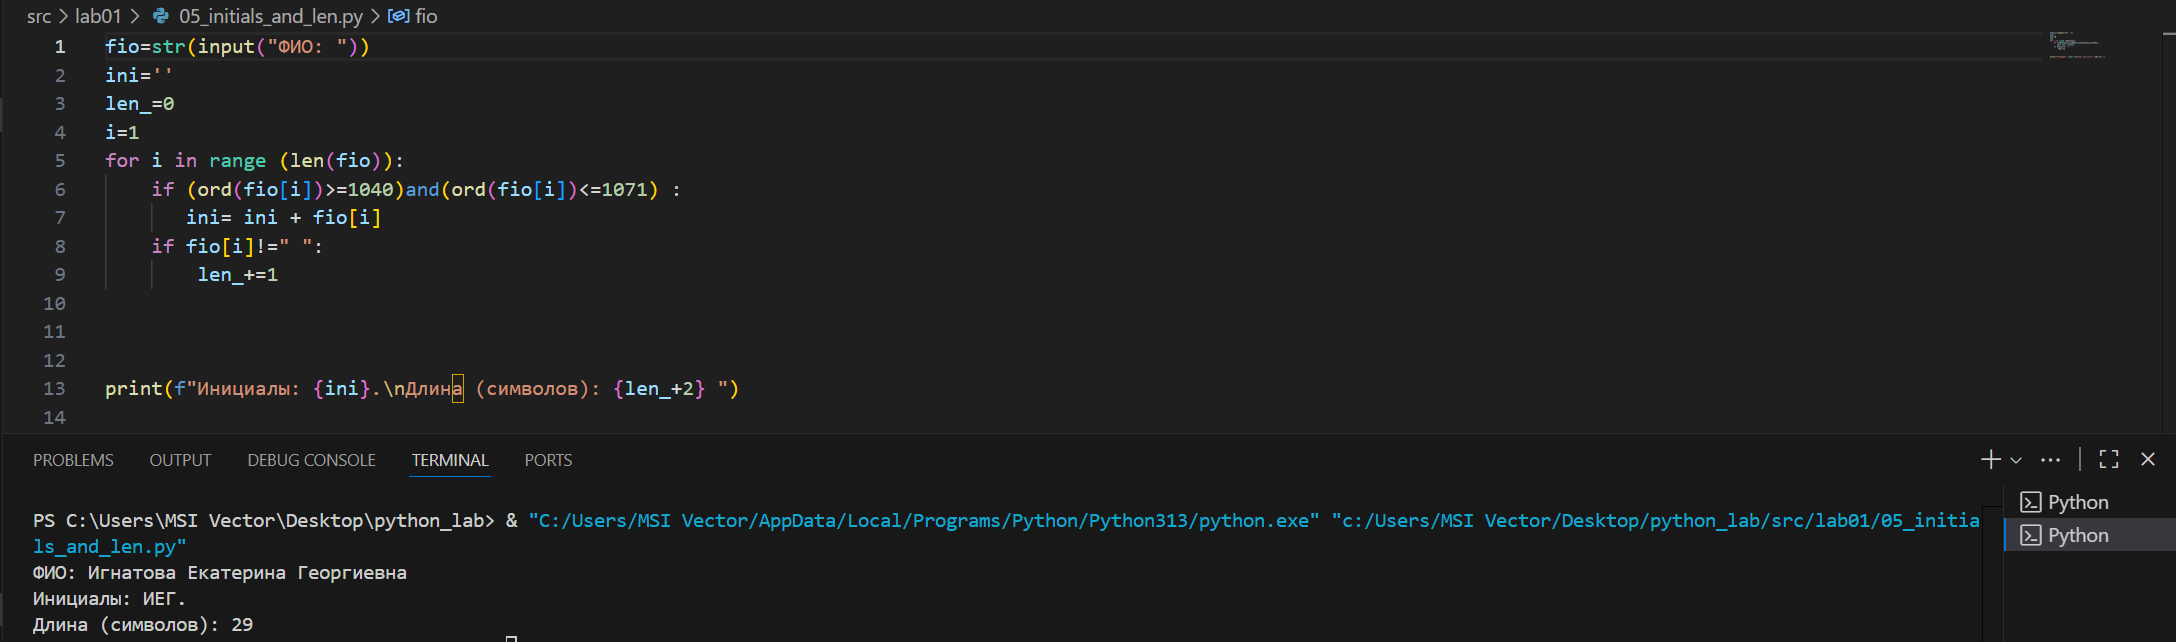 src > lab01 > 05_initials_and_len.py > fio
1 fio=str(input("ФИО: "))
2 ini=''
3 len_=0
4 i=1
5 for i in range (len(fio)):
6     if (ord(fio[i])>=1040)and(ord(fio[i])<=1071) :
7        ini= ini + fio[i]
8     if fio[i]!=" ":
9         len_+=1
10
11
12
13 print(f"Инициалы: {ini}.\nДлина (символов): {len_+2} ")
14
PROBLEMS OUTPUT DEBUG CONSOLE TERMINAL PORTS
PS C:\Users\MSI Vector\Desktop\python_lab> & "C:/Users/MSI Vector/AppData/Local/Programs/Python/Python313/python.exe" "c:/Users/MSI Vector/Desktop/python_lab/src/lab01/05_initia
ls_and_len.py"
ФИО: Игнатова Екатерина Георгиевна
Инициалы: ИЕГ.
Длина (символов): 29
Python
Python